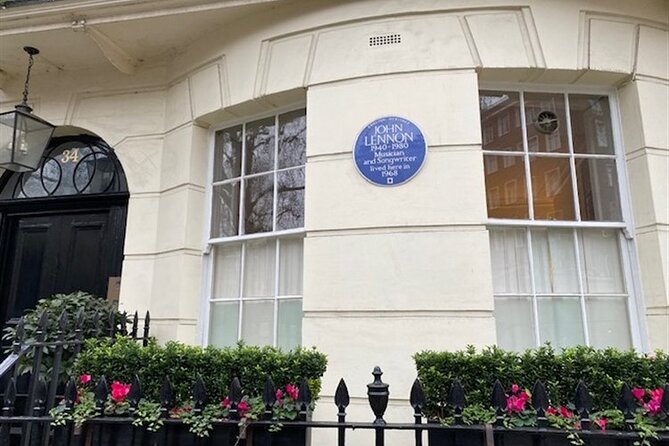 34
JOHN
LENNON
1940 - 1980
Musician
and Songwriter
lived here in
1968